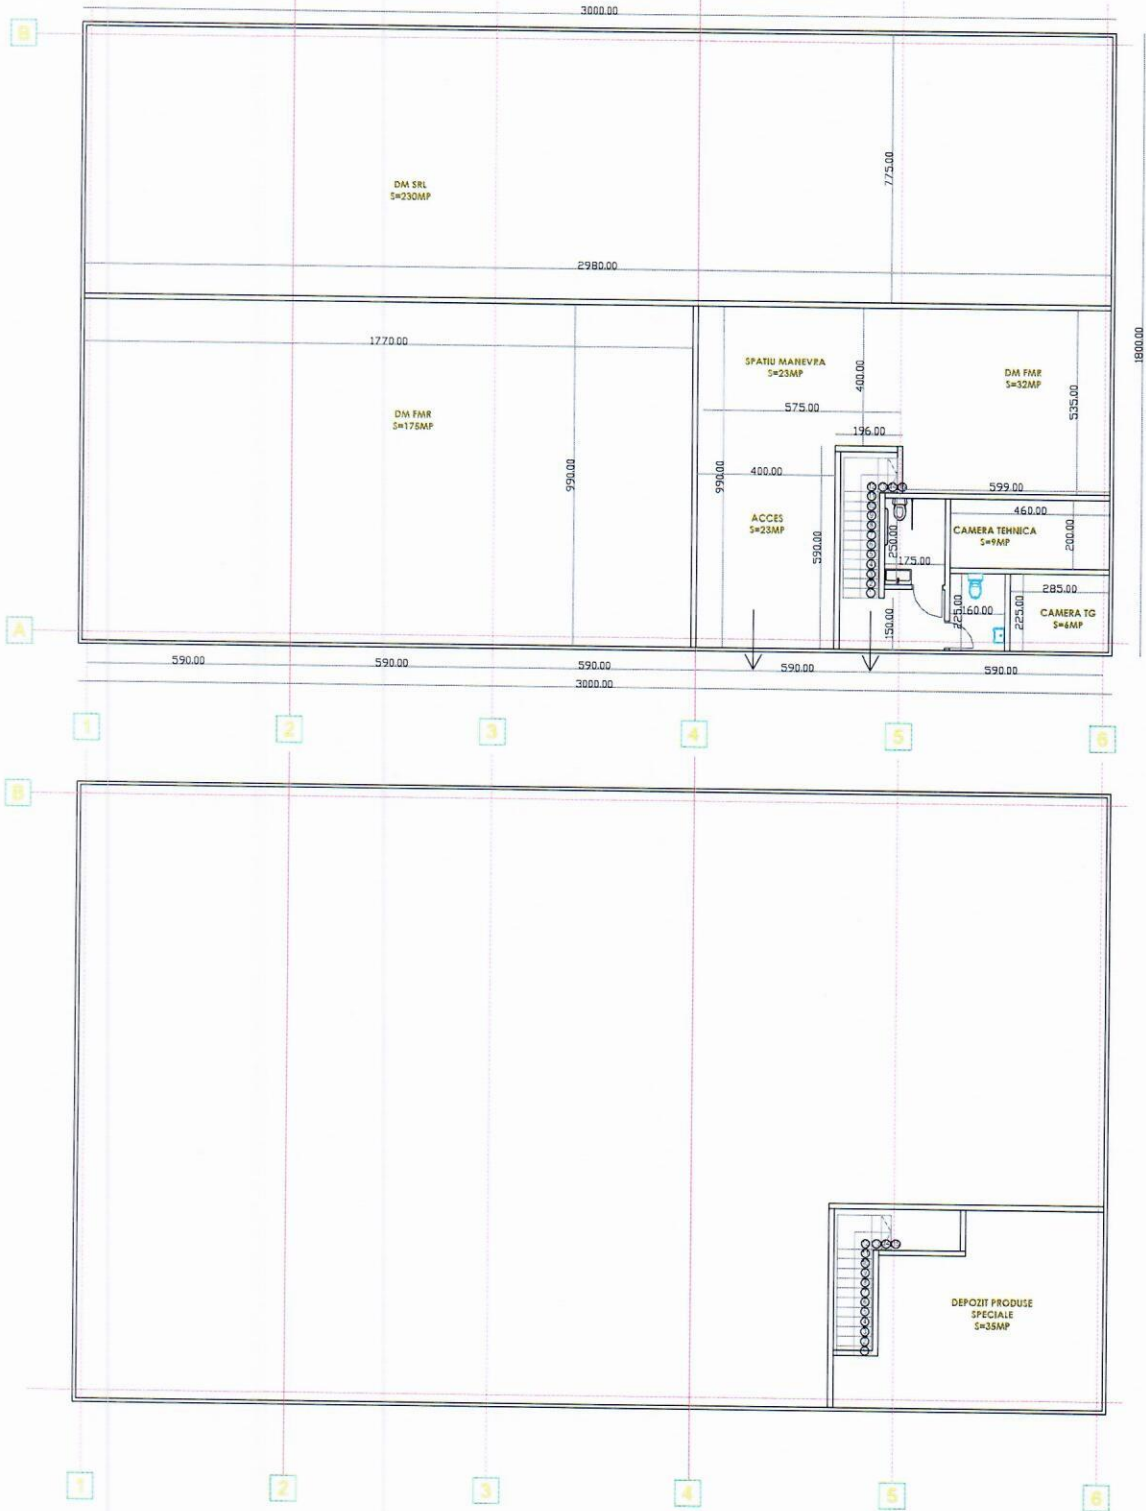 3000.00
B
775.00
DM SRL
S=230MP
2980.00
1800.00
1770.00
SPATIU MANEVRA
S=23MP
400.00
DM FMR
S=32MP
535.00
575.00
DM FMR
S=175MP
196.00
990.00
990.00
400.00
599.00
460.00
ACCES
S=23MP
590.00
250.00
CAMERA TEHNICA
S=9MP
200.00
175.00
285.00
225.00
160.00
225.00
CAMERA TG
S=6MP
150.00
A
590.00
590.00
590.00
590.00
590.00
3000.00
1
2
3
4
5
6
B
DEPOZIT PRODUSE
SPECIALE
S=35MP
1
2
3
4
5
6